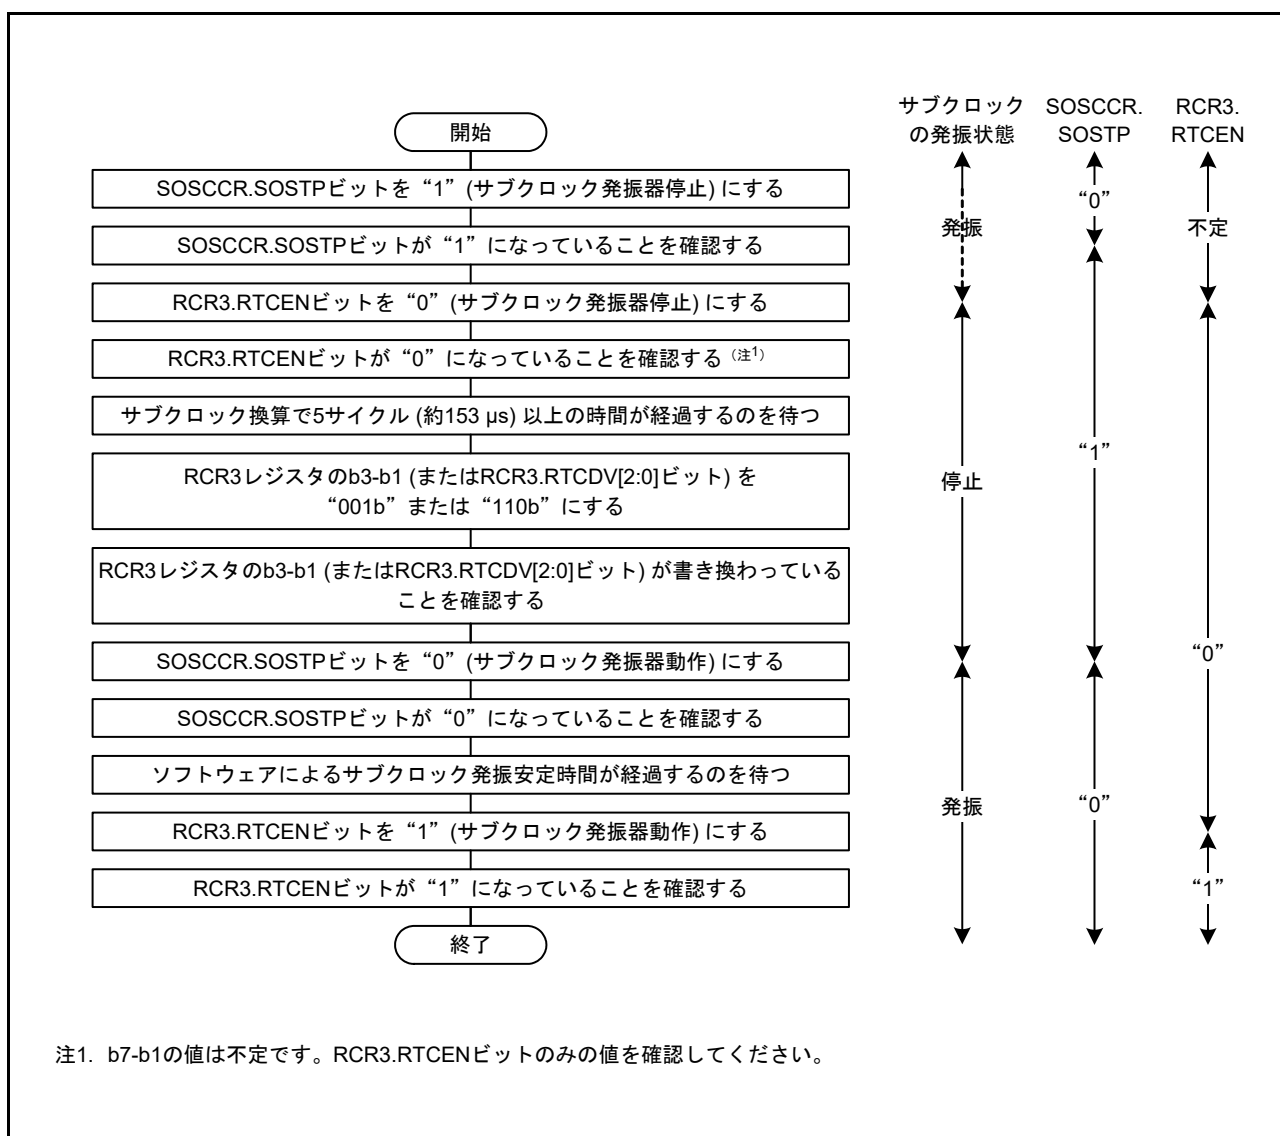 サブクロック
の発振状態
SOSCCR.
SOSTP
RCR3.
RTCEN
開始
SOSCCR.SOSTPビットを“1” (サブクロック発振器停止) にする
SOSCCR.SOSTPビットが“1”になっていることを確認する
RCR3.RTCENビットを“0” (サブクロック発振器停止) にする
RCR3.RTCENビットが“0”になっていることを確認する (注1)
サブクロック換算で5サイクル (約153 μs) 以上の時間が経過するのを待つ
RCR3レジスタのb3-b1 (またはRCR3.RTCDV[2:0]ビット) を
“001b”または“110b”にする
RCR3レジスタのb3-b1 (またはRCR3.RTCDV[2:0]ビット) が書き換わっている
ことを確認する
SOSCCR.SOSTPビットを“0” (サブクロック発振器動作) にする
SOSCCR.SOSTPビットが“0”になっていることを確認する
ソフトウェアによるサブクロック発振安定時間が経過するのを待つ
RCR3.RTCENビットを“1” (サブクロック発振器動作) にする
RCR3.RTCENビットが“1”になっていることを確認する
終了
発振
停止
発振
“0”
“1”
“0”
不定
“0”
“1”
注1. b7-b1の値は不定です。RCR3.RTCENビットのみの値を確認してください。